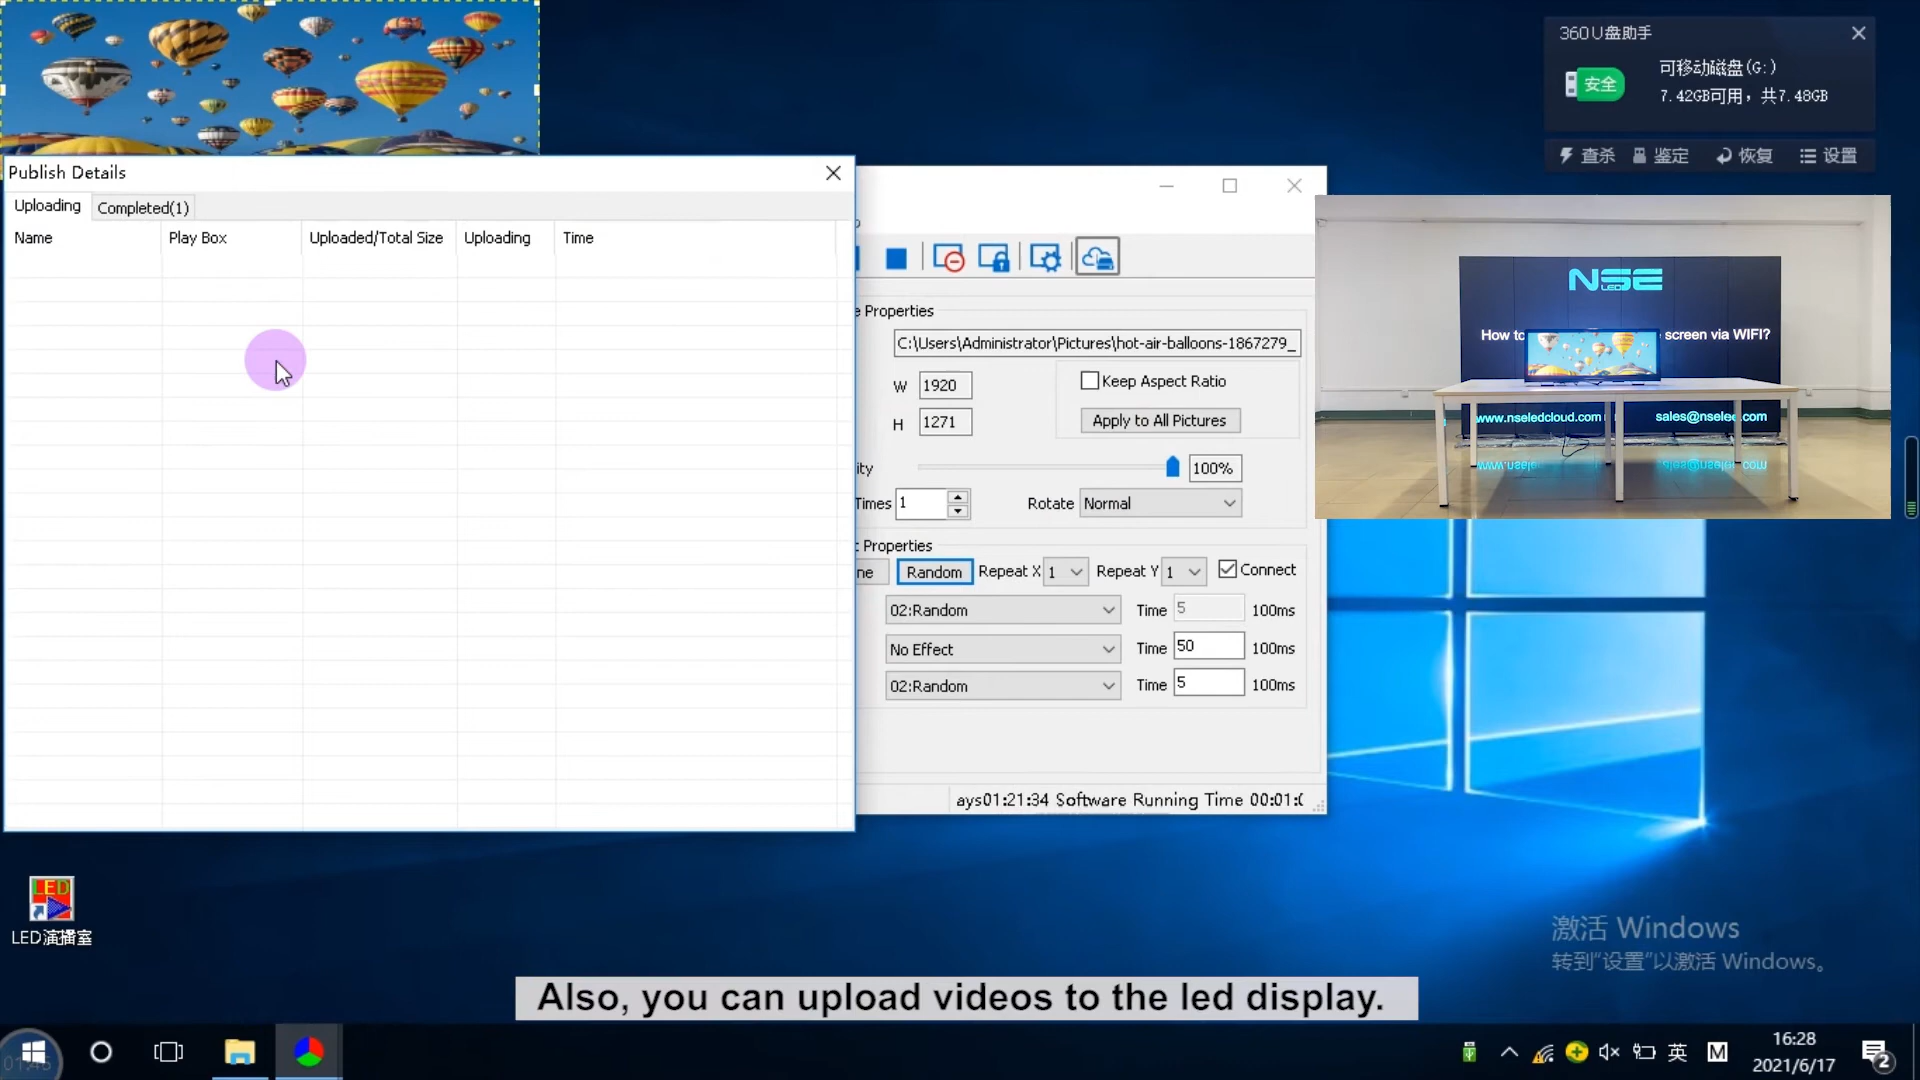 360U盘助手
安全
可移动磁盘(G:)
7.42GB可用，共7.48GB
查杀 鉴定 恢复 设置
Publish Details
Uploading Completed(1)
Name Play Box Uploaded/Total Size Uploading Time
e Properties
C:\Users\Administrator\Pictures\hot-air-balloons-1867279_
W 1920
Keep Aspect Ratio
H 1271
Apply to All Pictures
ity 100%
Times 1 Rotate Normal
t Properties
ne Random Repeat X 1 Repeat Y 1 Connect
02:Random Time 5 100ms
No Effect Time 50 100ms
02:Random Time 5 100ms
ays01:21:34 Software Running Time 00:01:0
NSE
LED
How to screen via WIFI?
www.nseledcloud.com sales@nseled.com
LED
LED演播室
激活 Windows
转到“设置”以激活 Windows。
Also, you can upload videos to the led display.
英 M
16:28
2021/6/17
2